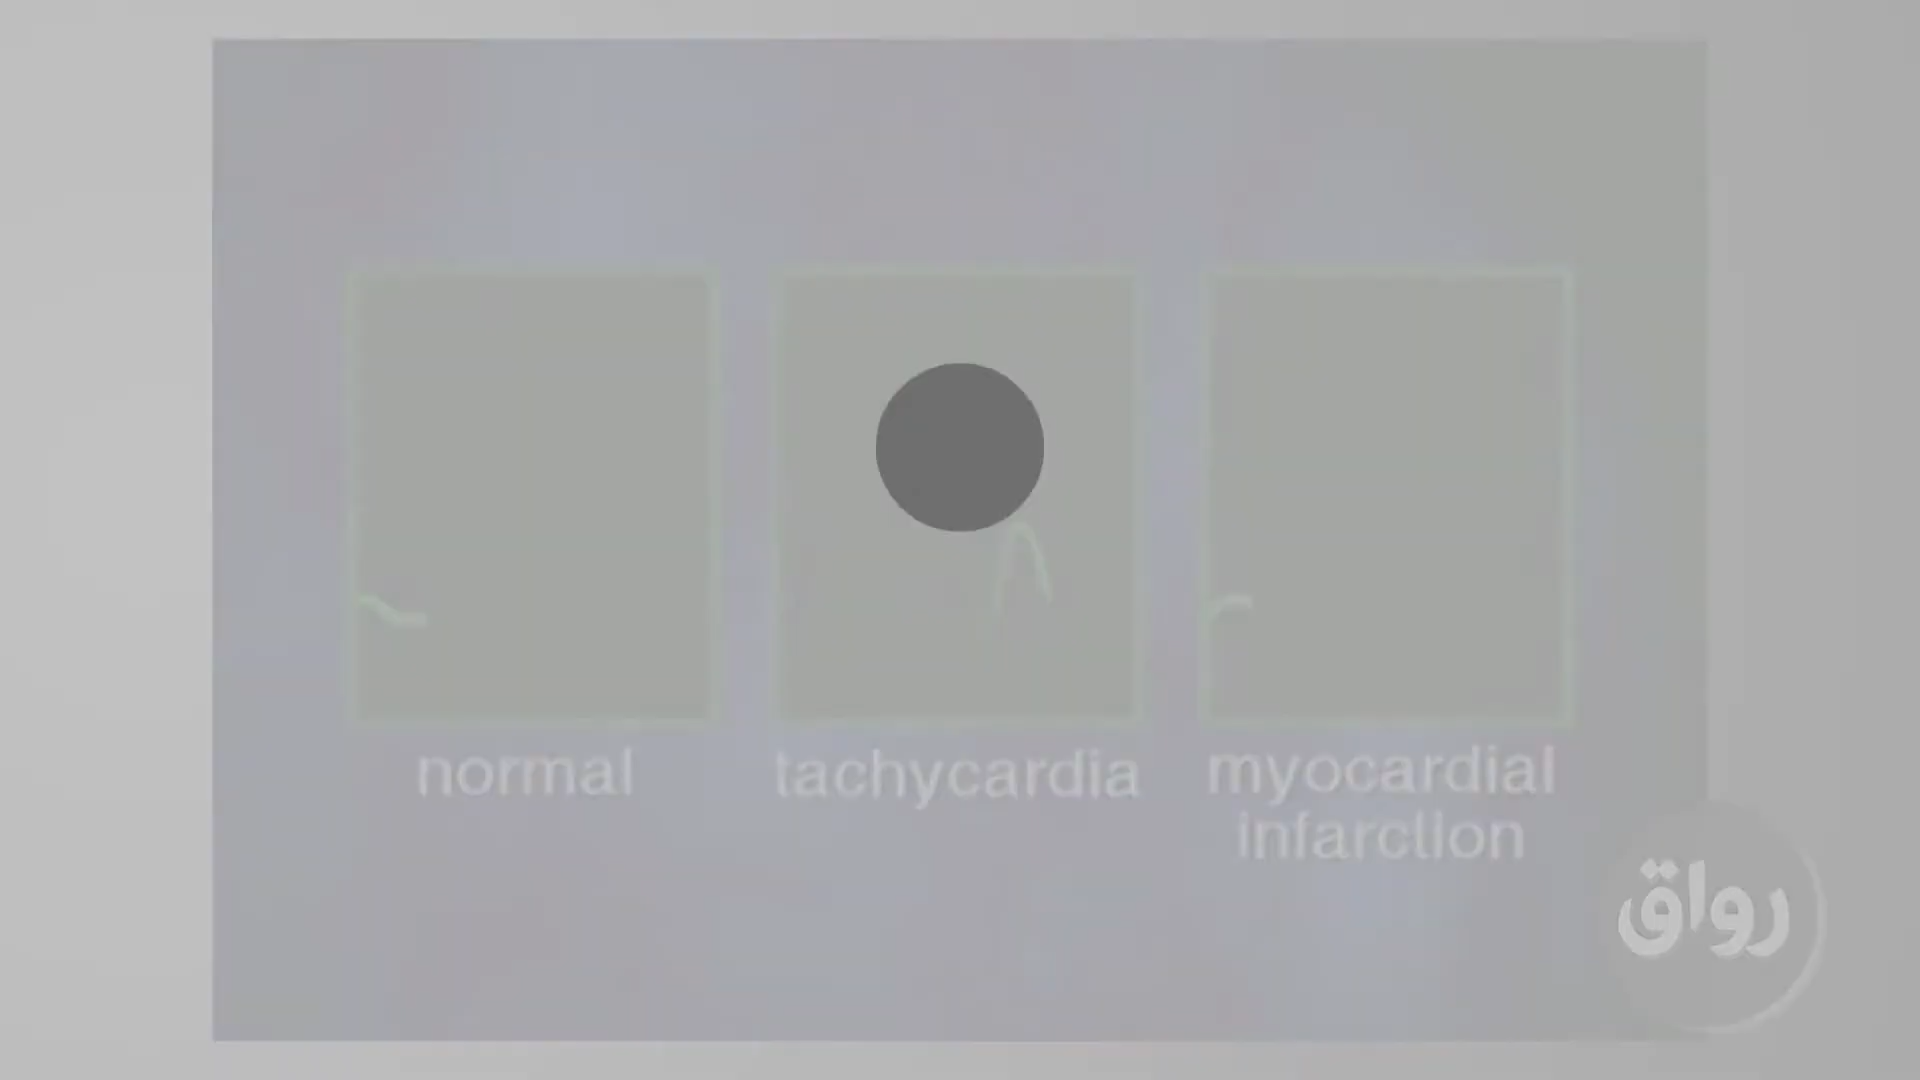 normal
tachycardia
myocardial
infarction
رواق